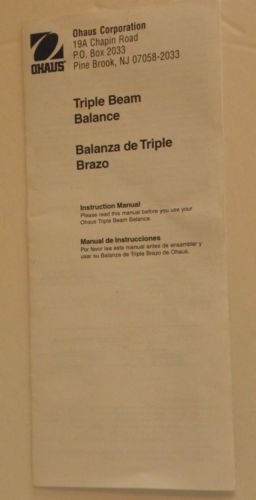 OHAUS®
Ohaus Corporation
19A Chapin Road
P.O. Box 2033
Pine Brook, NJ 07058-2033
Triple Beam
Balance
Balanza de Triple
Brazo
Instruction Manual
Please read this manual before you use your
Ohaus Triple Beam Balance.
Manual de Instrucciones
Por favor lea este manual antes de ensambler y
usar su Balanza de Triple Brazo de Ohaus.